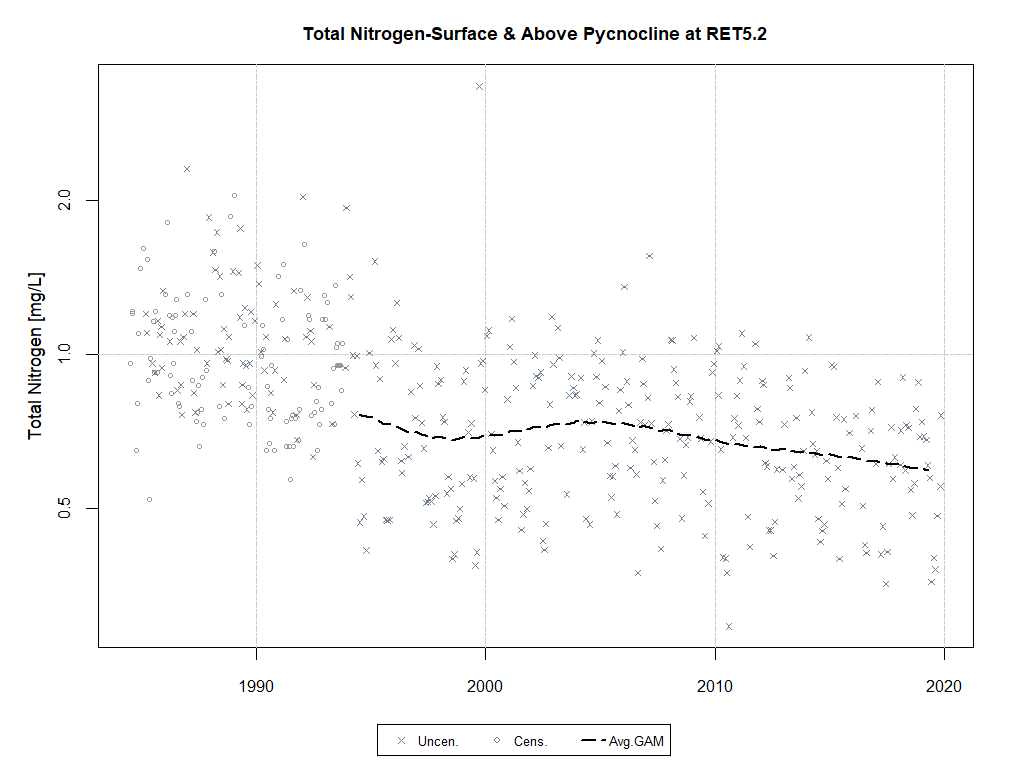 Total Nitrogen-Surface & Above Pycnocline at RET5.2
Total Nitrogen [mg/L]
2.0
1.0
0.5
1990 2000 2010 2020
Uncen. Cens. Avg.GAM